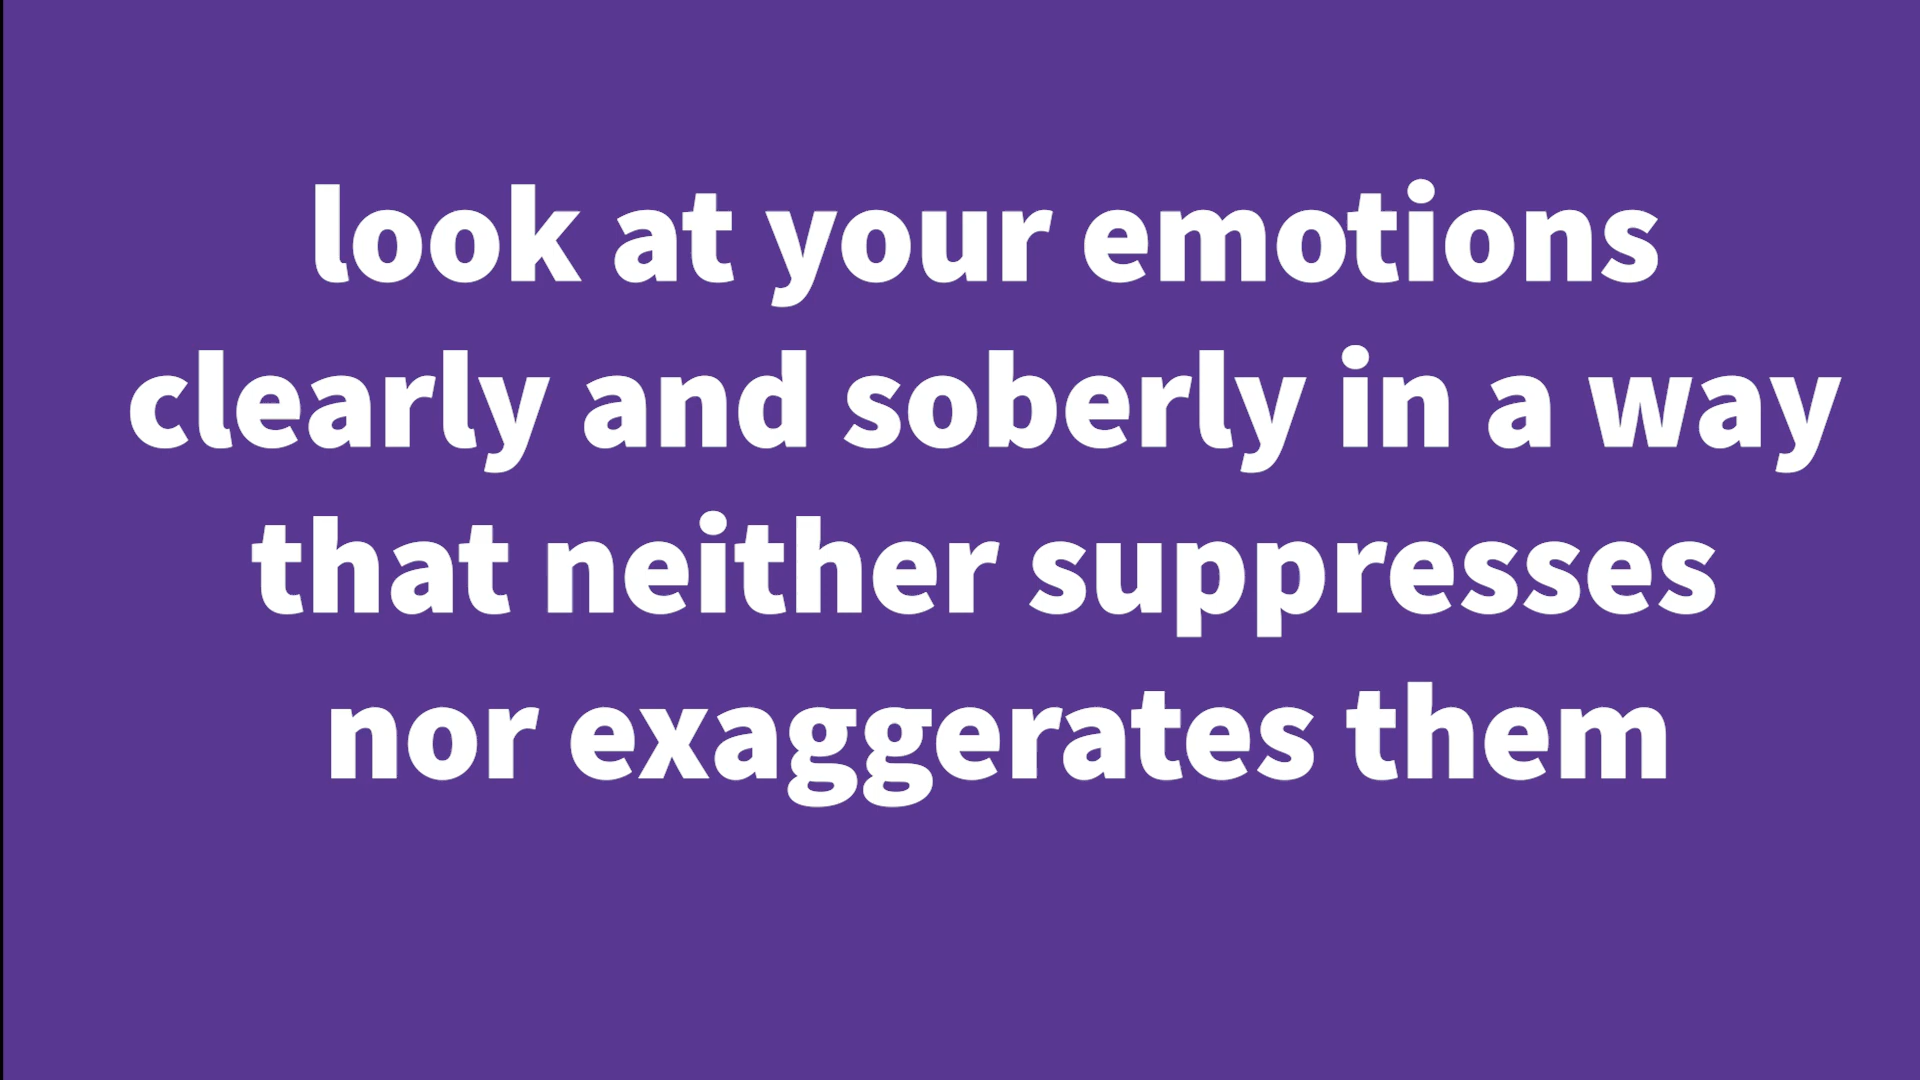 look at your emotions
clearly and soberly in a way
that neither suppresses
nor exaggerates them